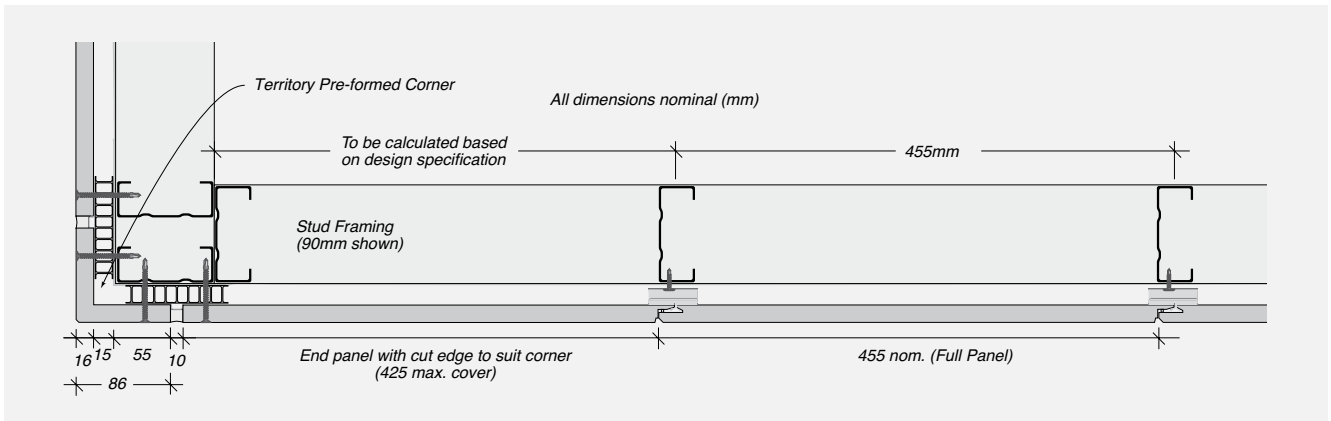 Territory Pre-formed Corner
All dimensions nominal (mm)
To be calculated based
on design specification
455mm
Stud Framing
(90mm shown)
16 15 55 10
End panel with cut edge to suit corner
(425 max. cover)
455 nom. (Full Panel)
86